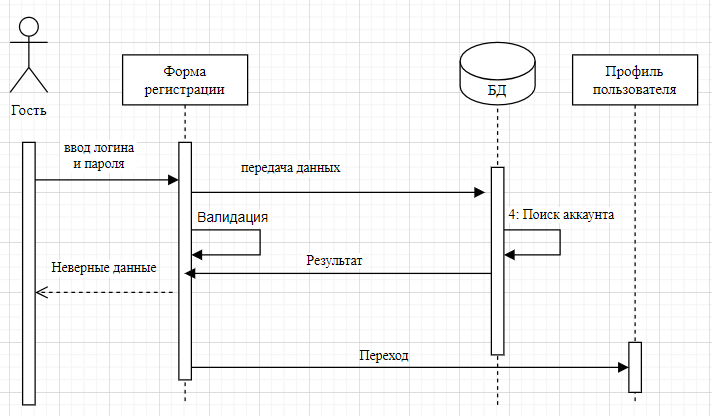 Гость
Форма
регистрации
БД
Профиль
пользователя
ввод логина
и пароля
передача данных
Валидация
4: Поиск аккаунта
Результат
Неверные данные
Переход